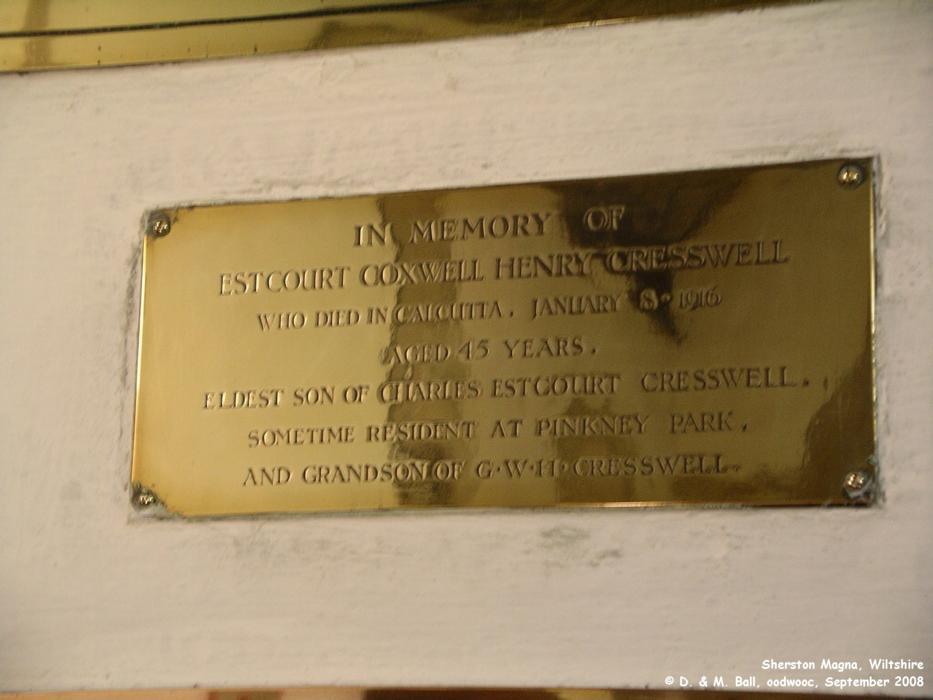 IN MEMORY OF
ESTCOURT COXWELL HENRY CRESSWELL
WHO DIED IN CALCUTTA. JANUARY 8· 1916
AGED 45 YEARS.
ELDEST SON OF CHARLES ESTCOURT CRESSWELL.
SOMETIME RESIDENT AT PINKNEY PARK,
AND GRANDSON OF G·W·H·CRESSWELL.
Sherston Magna, Wiltshire
© D. & M. Ball, oodwooc, September 2008